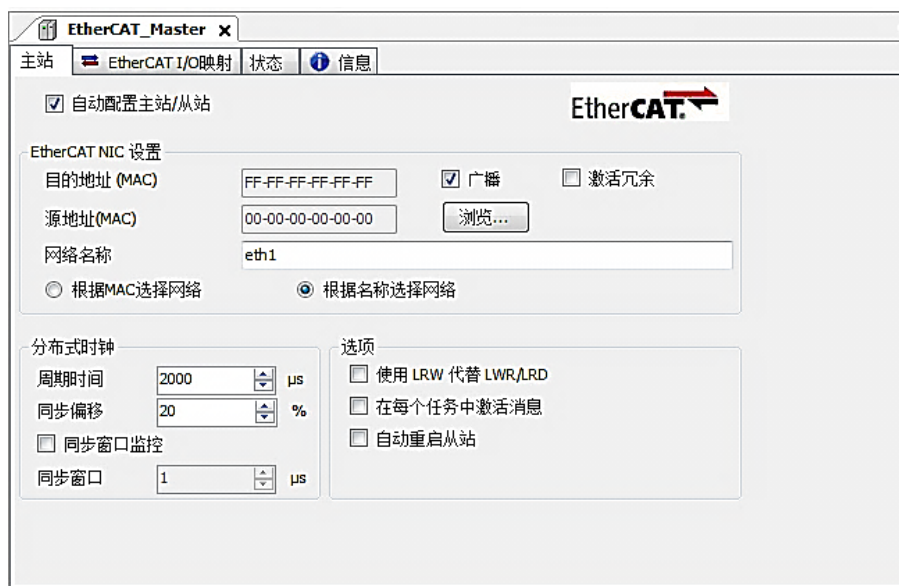 EtherCAT_Master x
主站 EtherCAT I/O映射 状态 信息
自动配置主站/从站
EtherCAT.
EtherCAT NIC 设置
目的地址 (MAC) FF-FF-FF-FF-FF-FF 广播 激活冗余
源地址(MAC) 00-00-00-00-00-00 浏览...
网络名称 eth1
根据MAC选择网络 根据名称选择网络
分布式时钟 选项
周期时间 2000 µs 使用 LRW 代替 LWR/LRD
同步偏移 20 % 在每个任务中激活消息
同步窗口监控 自动重启从站
同步窗口 1 µs